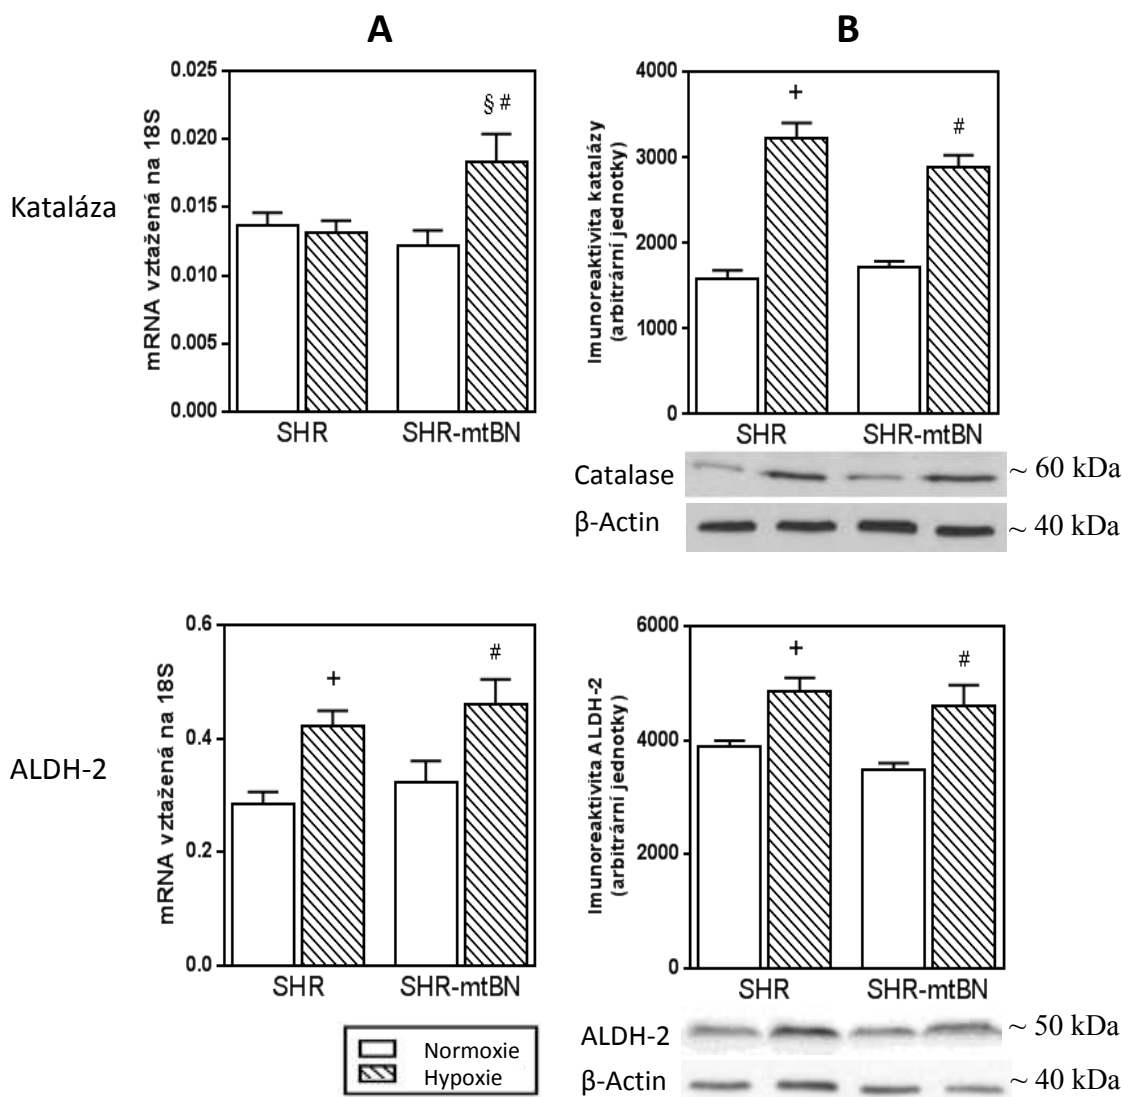 A
B
Kataláza
mRNA vztažená na 18S
0.025
0.020
0.015
0.010
0.005
0.000
§ #
SHR
SHR-mtBN
Imunoreaktivita katalázy
(arbitrární jednotky)
4000
3000
2000
1000
0
+
#
SHR
SHR-mtBN
Catalase
~ 60 kDa
β-Actin
~ 40 kDa
ALDH-2
mRNA vztažená na 18S
0.6
0.4
0.2
0.0
+
#
SHR
SHR-mtBN
Imunoreaktivita ALDH-2
(arbitrární jednotky)
6000
4000
2000
0
+
#
SHR
SHR-mtBN
ALDH-2
~ 50 kDa
β-Actin
~ 40 kDa
Normoxie
Hypoxie